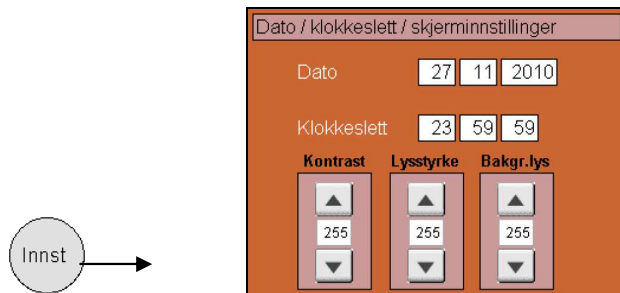 Dato / klokkeslett / skjerminnstillinger
Dato 27 11 2010
Klokkeslett 23 59 59
Kontrast Lysstyrke Bakgr.lys
255 255 255
Innst